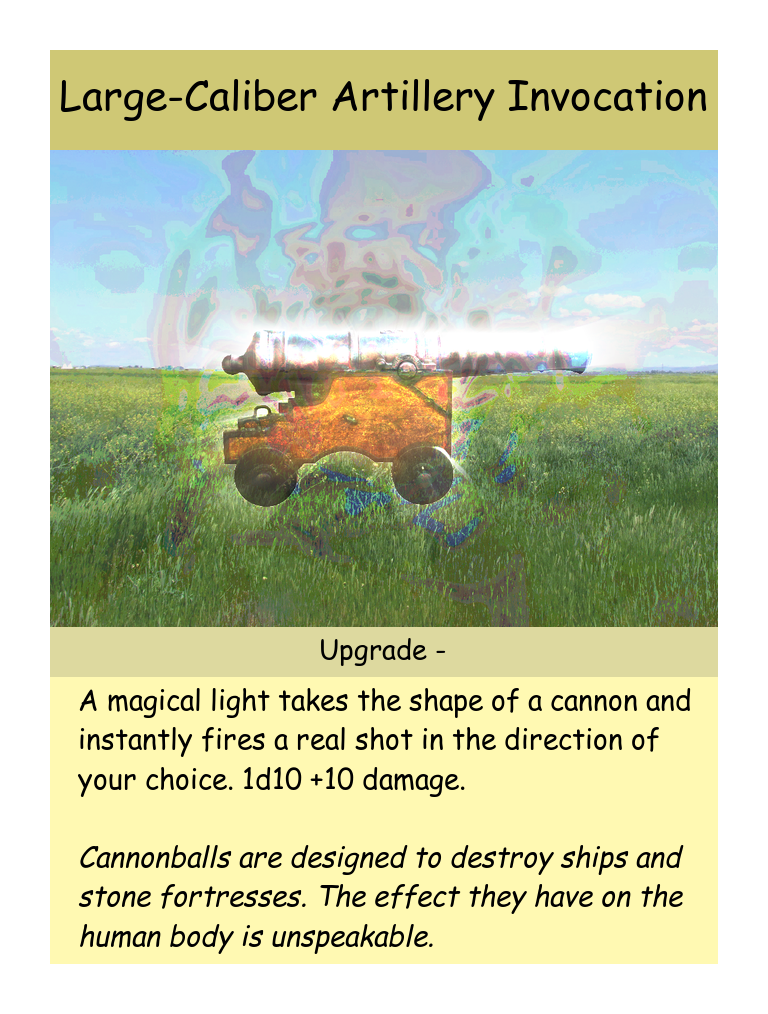 Large-Caliber Artillery Invocation
Upgrade -
A magical light takes the shape of a cannon and
instantly fires a real shot in the direction of
your choice. 1d10 +10 damage.
Cannonballs are designed to destroy ships and
stone fortresses. The effect they have on the
human body is unspeakable.